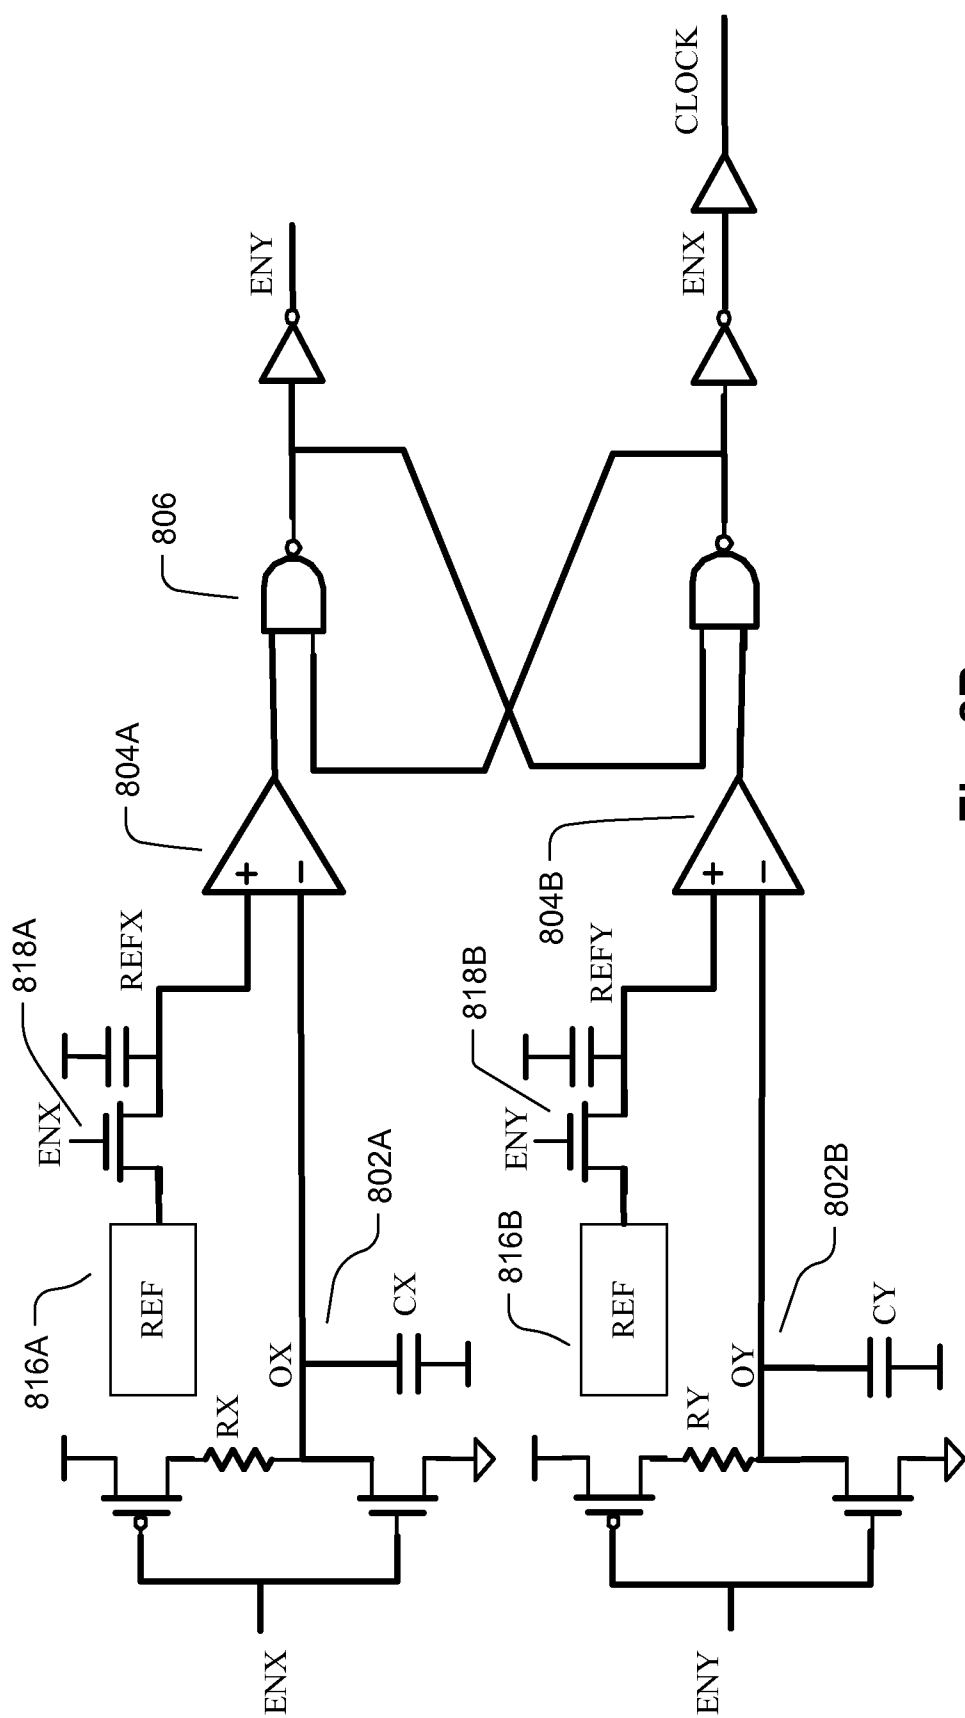 ENX
RX
816A
REF
OX
CX
802A
ENX
818A
REFX
804A
806
ENY
ENY
RY
816B
REF
OY
CY
802B
ENY
818B
REFY
804B
ENX
CLOCK